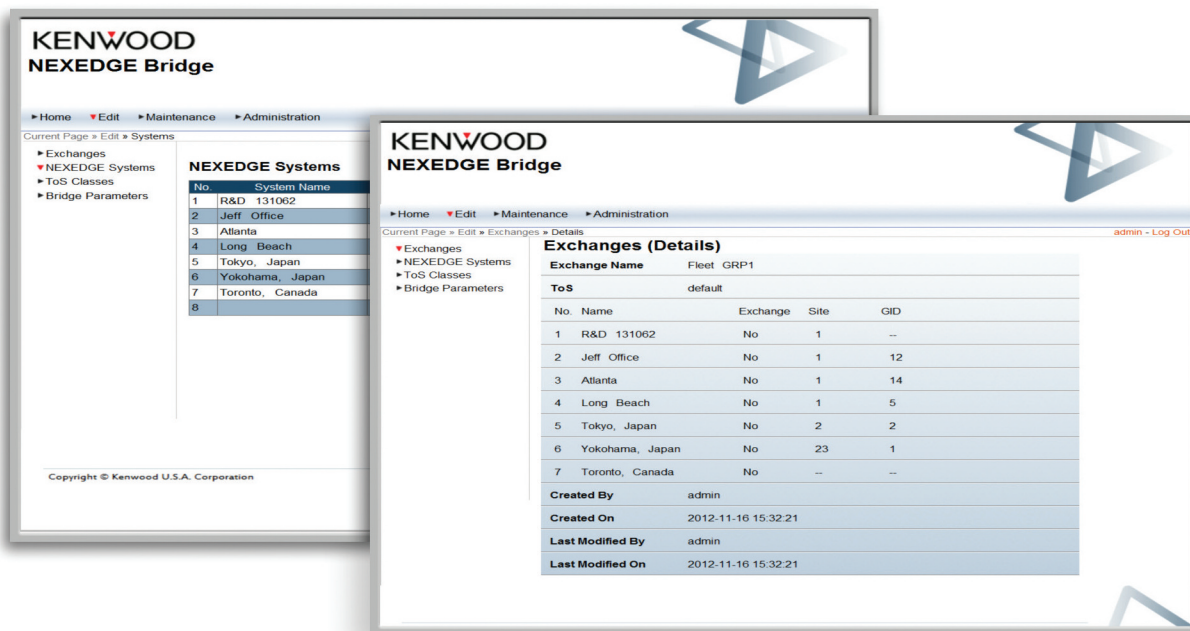 KENWOOD
NEXEDGE Bridge
Home Edit Maintenance Administration
Current Page » Edit » Systems
Exchanges
NEXEDGE Systems
ToS Classes
Bridge Parameters
NEXEDGE Systems
No. System Name
1 R&D 131062
2 Jeff Office
3 Atlanta
4 Long Beach
5 Tokyo, Japan
6 Yokohama, Japan
7 Toronto, Canada
8
Copyright © Kenwood U.S.A. Corporation
KENWOOD
NEXEDGE Bridge
Home Edit Maintenance Administration
Current Page » Edit » Exchanges » Details
admin - Log Out
Exchanges
NEXEDGE Systems
ToS Classes
Bridge Parameters
Exchanges (Details)
Exchange Name Fleet GRP1
ToS default
No. Name Exchange Site GID
1 R&D 131062 No 1 --
2 Jeff Office No 1 12
3 Atlanta No 1 14
4 Long Beach No 1 5
5 Tokyo, Japan No 2 2
6 Yokohama, Japan No 23 1
7 Toronto, Canada No -- --
Created By admin
Created On 2012-11-16 15:32:21
Last Modified By admin
Last Modified On 2012-11-16 15:32:21